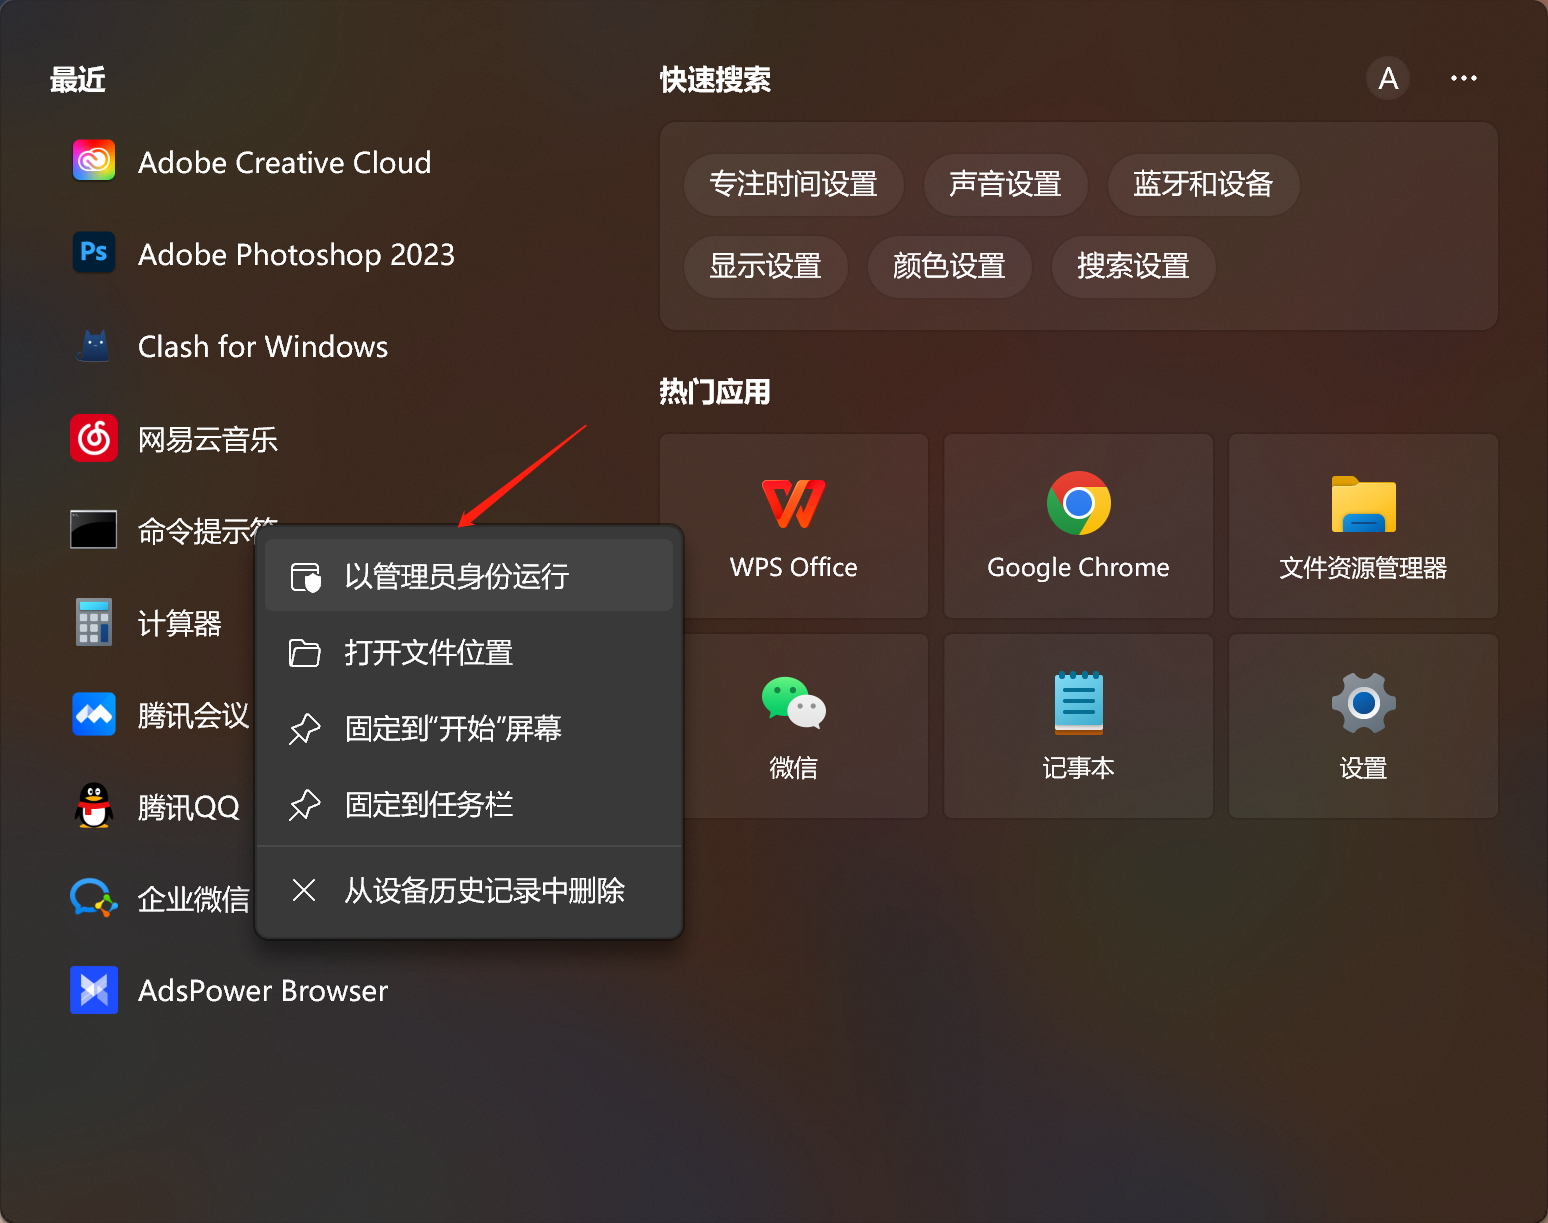 最近
Adobe Creative Cloud
Adobe Photoshop 2023
Clash for Windows
网易云音乐
命令提示符
计算器
腾讯会议
腾讯QQ
企业微信
AdsPower Browser
以管理员身份运行
打开文件位置
固定到“开始”屏幕
固定到任务栏
从设备历史记录中删除
快速搜索
A
专注时间设置
声音设置
蓝牙和设备
显示设置
颜色设置
搜索设置
热门应用
WPS Office
Google Chrome
文件资源管理器
微信
记事本
设置
Ps